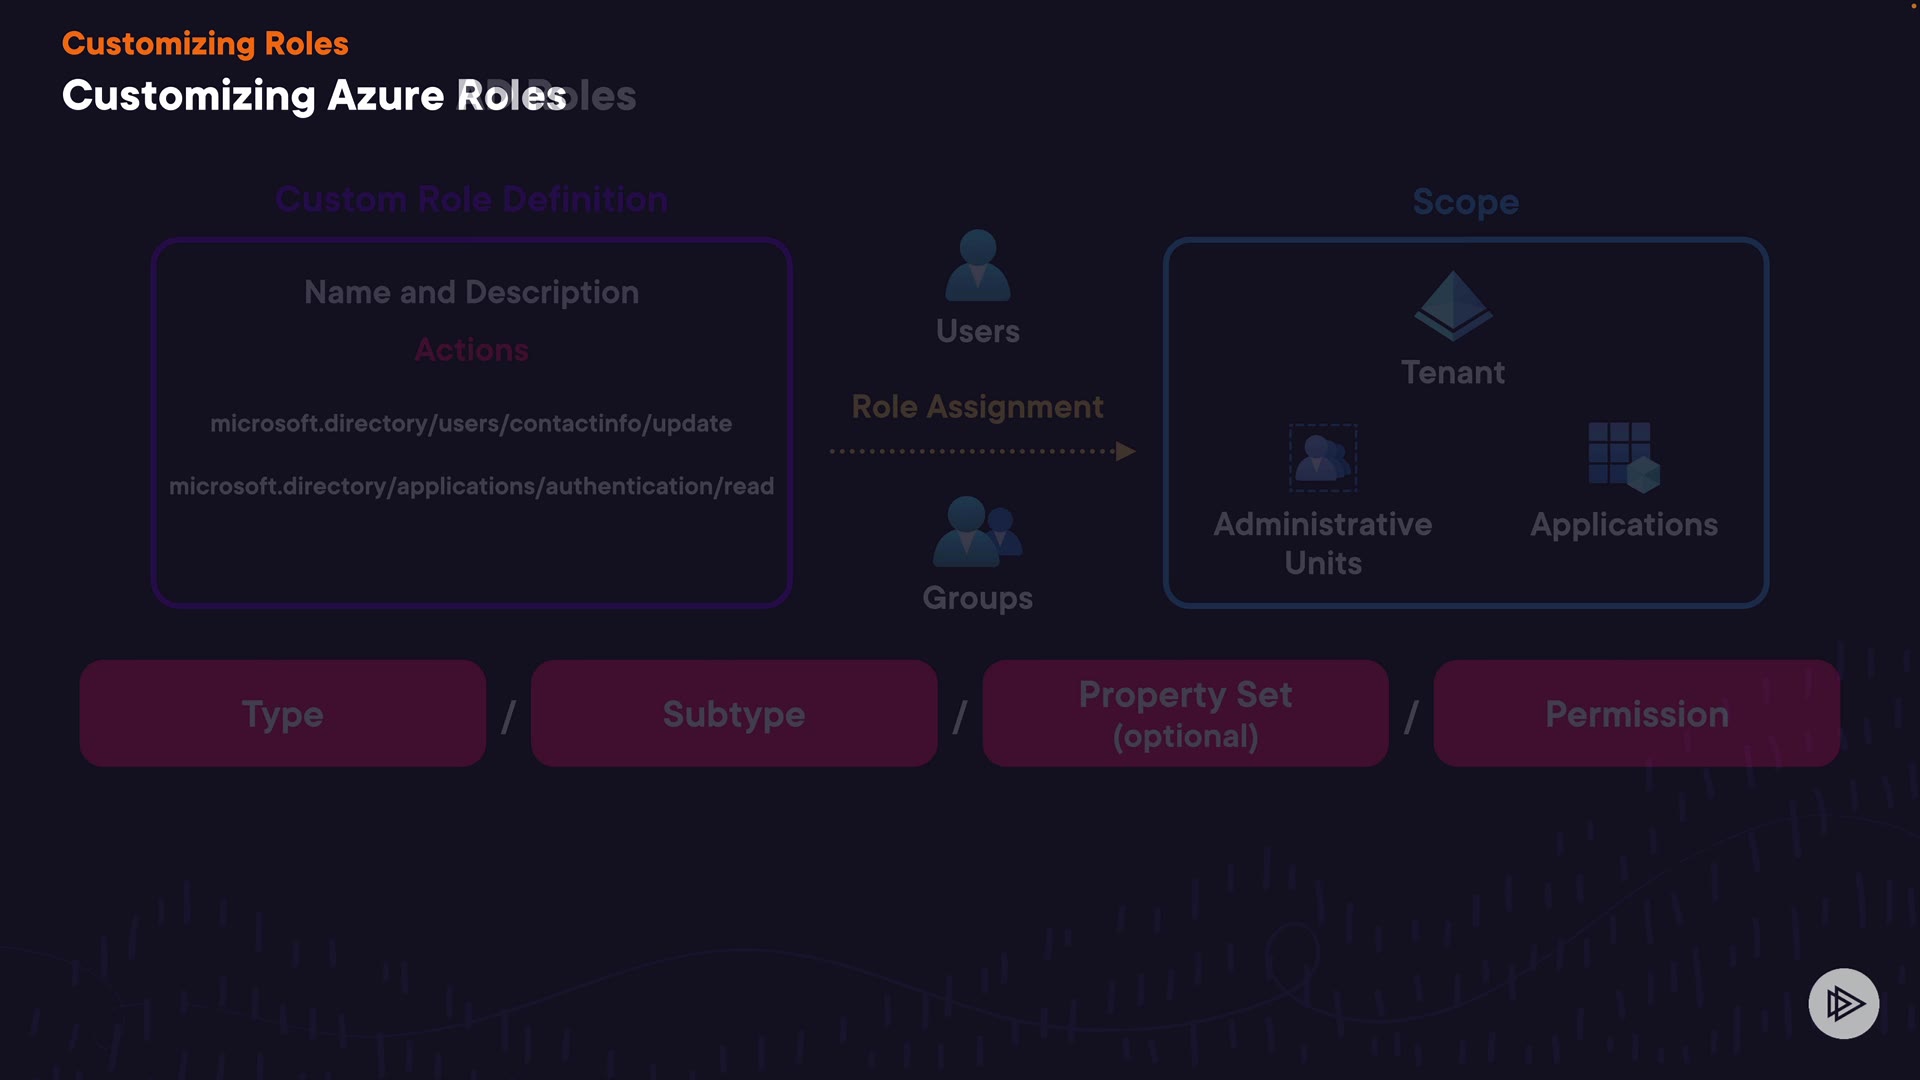 Customizing Roles
Customizing Azure Roles
Custom Role Definition
Name and Description
Actions
microsoft.directory/users/contactinfo/update
microsoft.directory/applications/authentication/read
Users
Role Assignment
Groups
Scope
Tenant
Administrative
Units
Applications
Type / Subtype / Property Set
(optional) / Permission